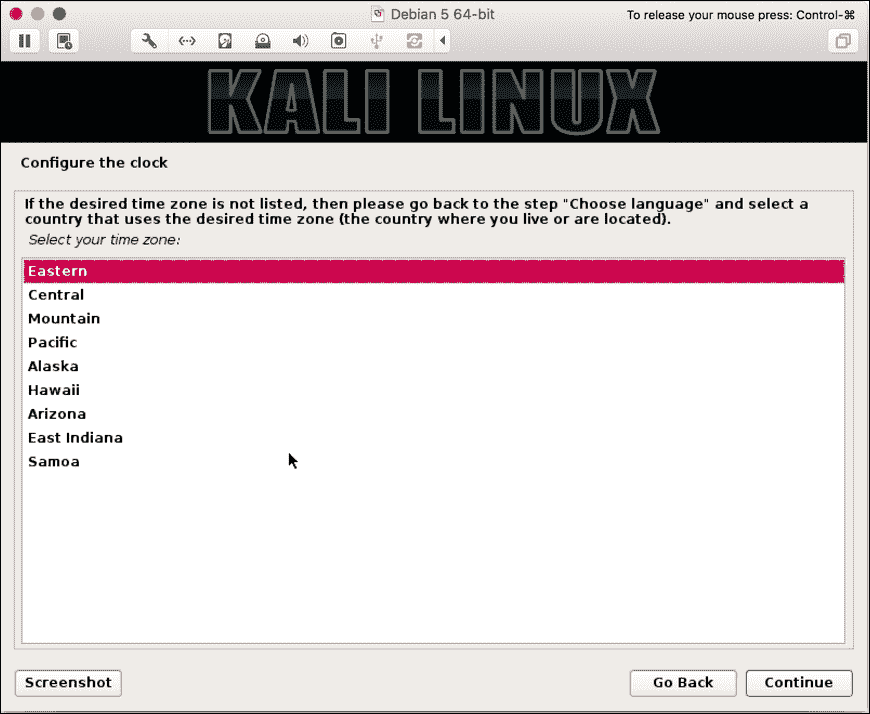 Debian 5 64-bit
To release your mouse press: Control-⌘
KALI LINUX
Configure the clock
If the desired time zone is not listed, then please go back to the step "Choose language" and select a
country that uses the desired time zone (the country where you live or are located).
Select your time zone:
Eastern
Central
Mountain
Pacific
Alaska
Hawaii
Arizona
East Indiana
Samoa
Screenshot
Go Back
Continue